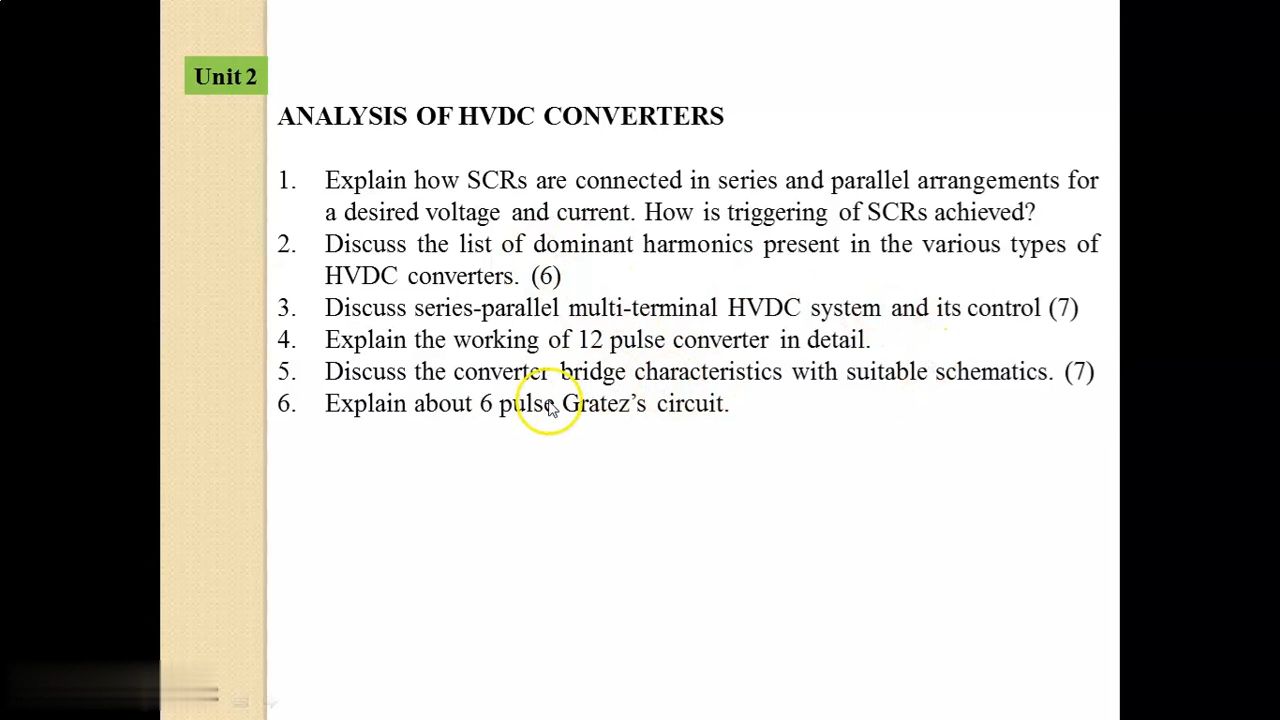 Unit 2
ANALYSIS OF HVDC CONVERTERS
1. Explain how SCRs are connected in series and parallel arrangements for
a desired voltage and current. How is triggering of SCRs achieved?
2. Discuss the list of dominant harmonics present in the various types of
HVDC converters. (6)
3. Discuss series-parallel multi-terminal HVDC system and its control (7)
4. Explain the working of 12 pulse converter in detail.
5. Discuss the converter bridge characteristics with suitable schematics. (7)
6. Explain about 6 pulse Gratez’s circuit.